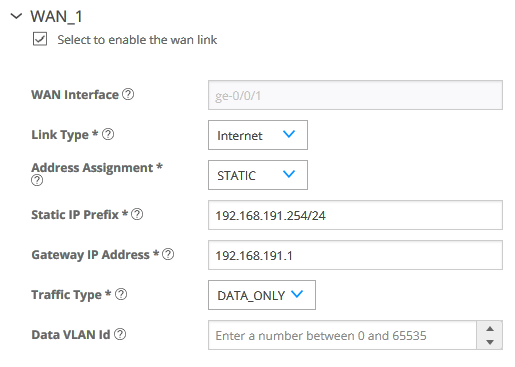 WAN_1
Select to enable the wan link
WAN Interface ?
ge-0/0/1
Link Type * ?
Internet
Address Assignment *
?
STATIC
Static IP Prefix * ?
192.168.191.254/24
Gateway IP Address * ?
192.168.191.1
Traffic Type * ?
DATA_ONLY
Data VLAN Id ?
Enter a number between 0 and 65535